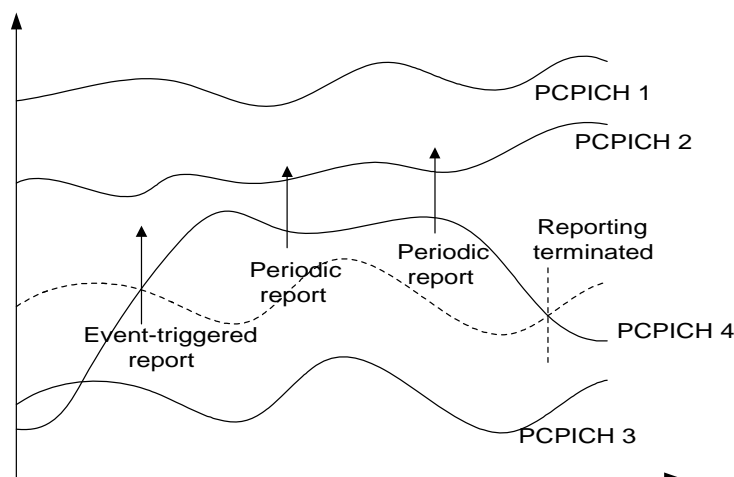 PCPICH 1
PCPICH 2
Reporting
terminated
Periodic
report
Periodic
report
Event-triggered
report
PCPICH 4
PCPICH 3